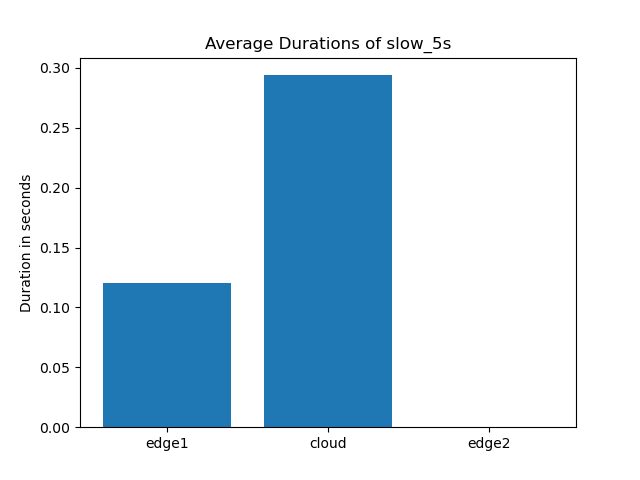 Average Durations of slow_5s
Duration in seconds
0.30
0.25
0.20
0.15
0.10
0.05
0.00
edge1
cloud
edge2